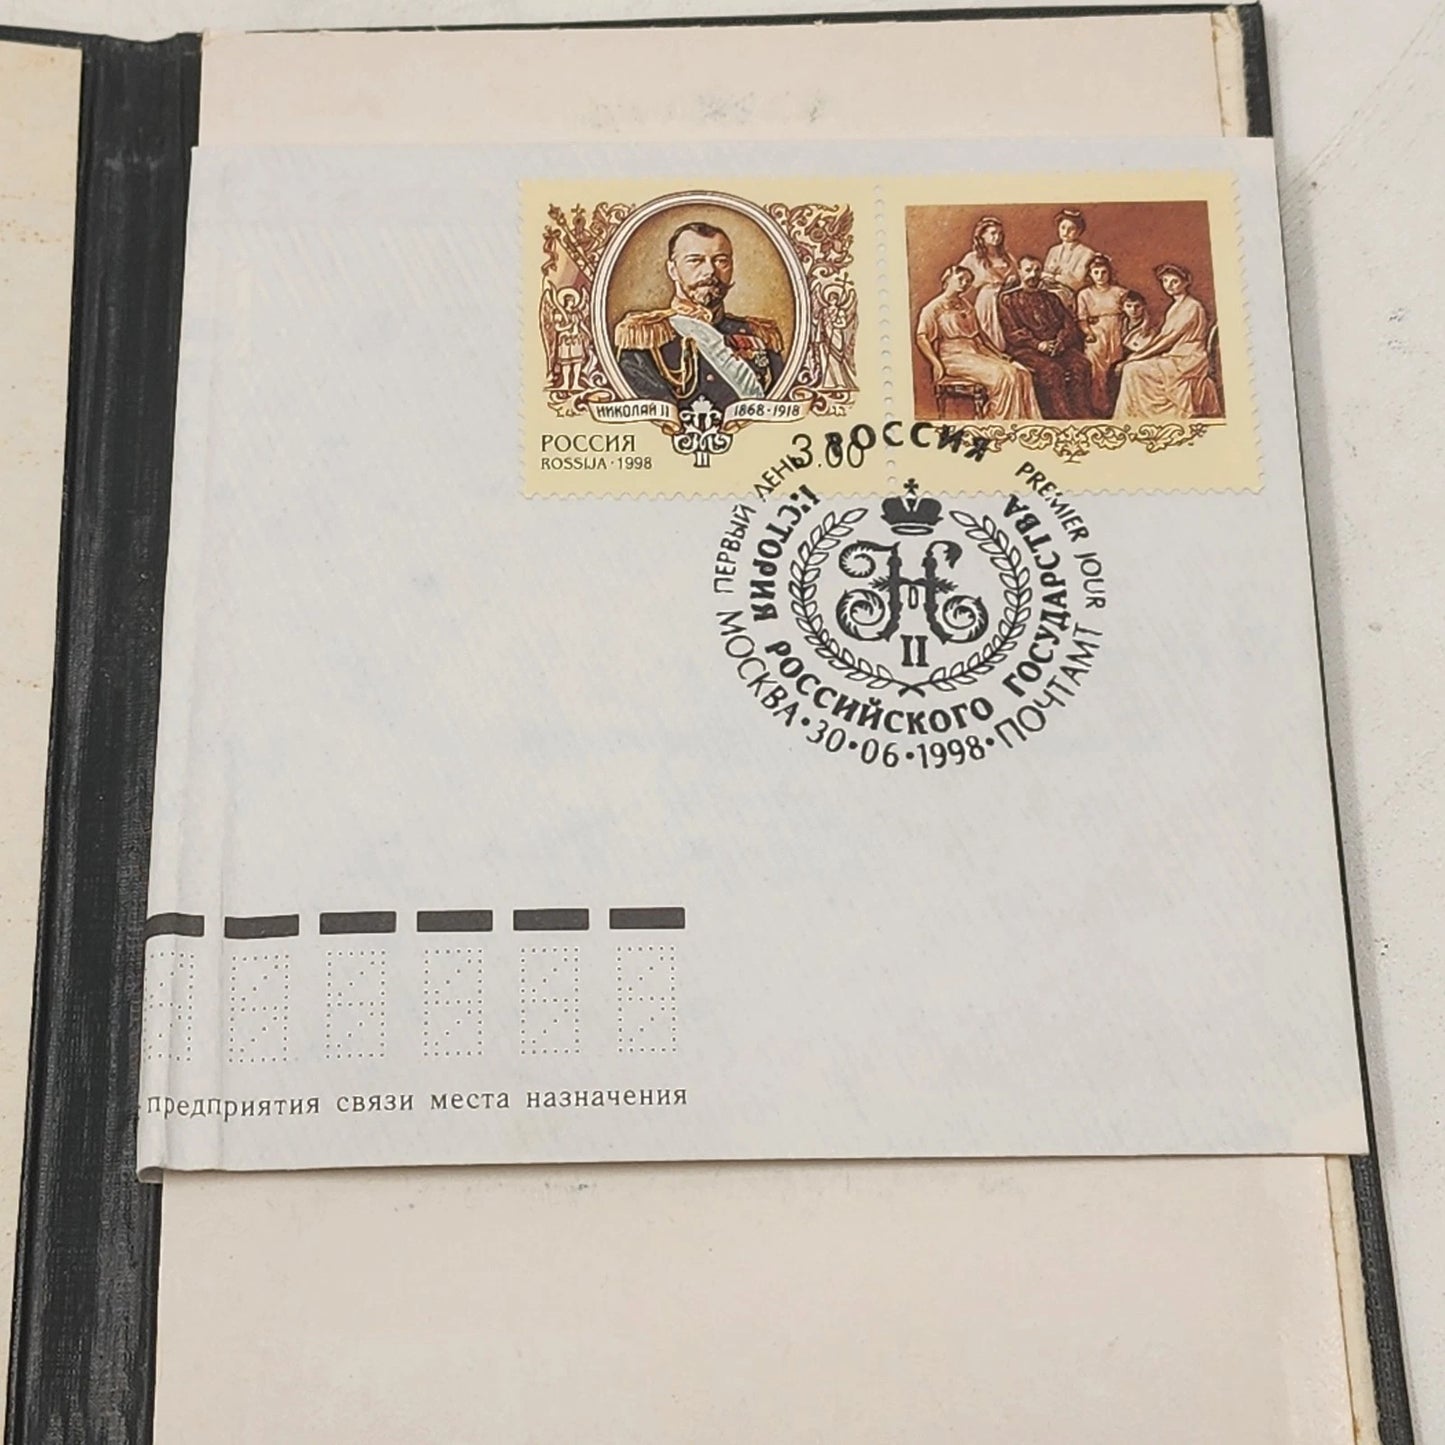 НИКОЛАЙ II 1868-1918
РОССИЯ
ROSSIJA · 1998
3.00
РОССИЯ
ПЕРВЫЙ ДЕНЬ
PREMIER JOUR
ИСТОРИЯ РОССИЙСКОГО ГОСУДАРСТВА
Н
II
МОСКВА · 30 · 06 · 1998 · ПОЧТАМТ
предприятия связи места назначения